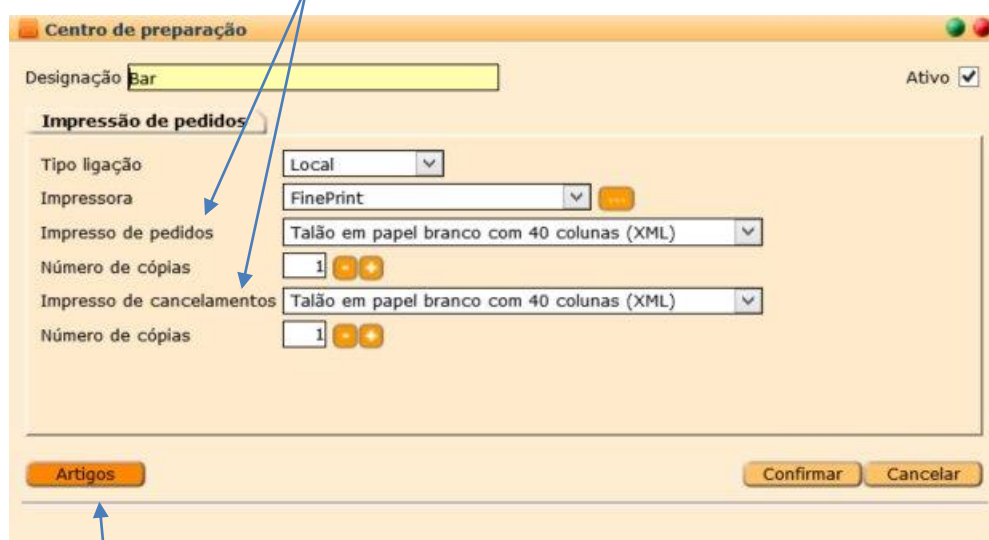 Centro de preparação
Designação Bar Ativo
Impressão de pedidos
Tipo ligação Local
Impressora FinePrint ...
Impresso de pedidos Talão em papel branco com 40 colunas (XML)
Número de cópias 1 - +
Impresso de cancelamentos Talão em papel branco com 40 colunas (XML)
Número de cópias 1 - +
Artigos Confirmar Cancelar